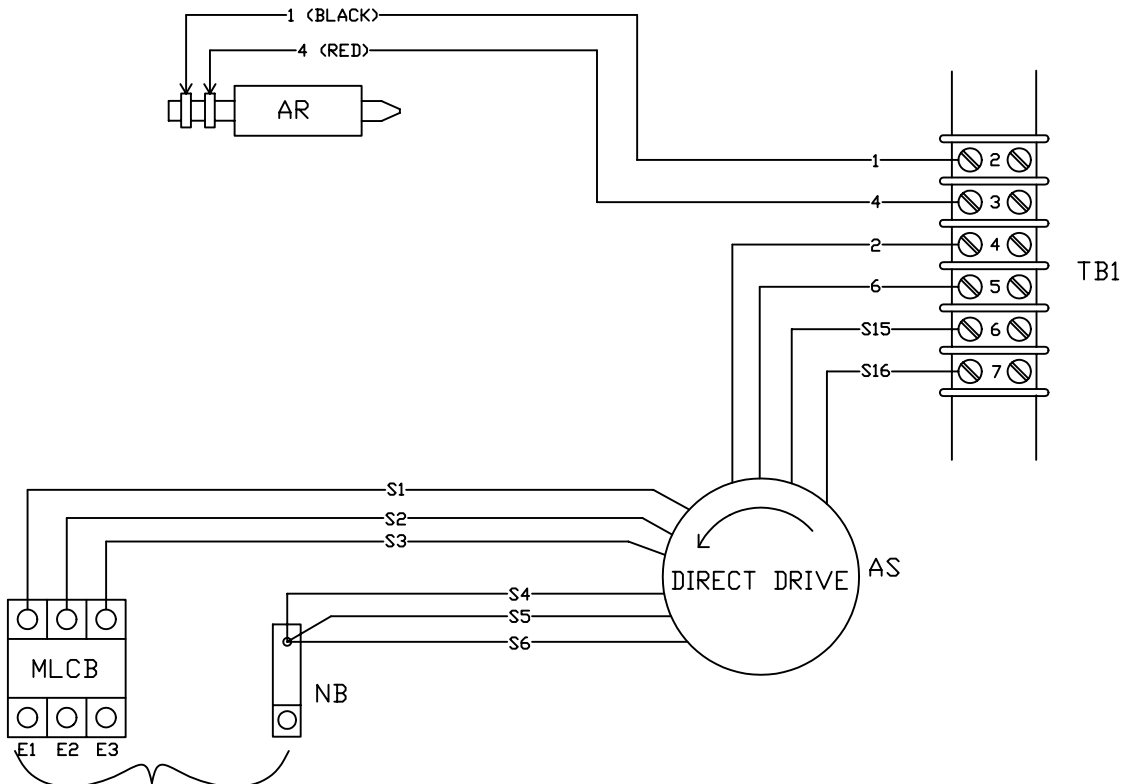 1 (BLACK)
4 (RED)
AR
1
2
4
3
2
4
TB1
6
5
S15
6
S16
7
S1
S2
S3
DIRECT DRIVE
AS
S4
S5
S6
MLCB
NB
E1 E2 E3